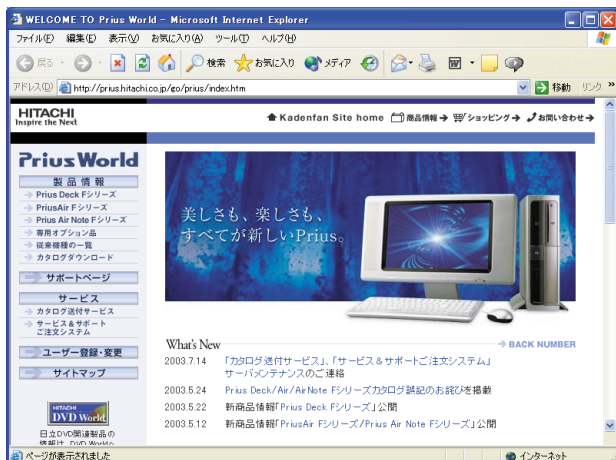 WELCOME TO Prius World - Microsoft Internet Explorer
ファイル(F) 編集(E) 表示(V) お気に入り(A) ツール(T) ヘルプ(H)
戻る 検索 お気に入り メディア
アドレス(D) http://prius.hitachi.co.jp/go/prius/index.htm 移動 リンク »
HITACHI
Inspire the Next
Kadenfan Site home 商品情報 ショッピング お問い合わせ
Prius World
製品情報
Prius Deck Fシリーズ
PriusAir Fシリーズ
Prius Air Note Fシリーズ
専用オプション品
従来機種の一覧
カタログダウンロード
サポートページ
サービス
カタログ送付サービス
サービス&サポート
ご注文システム
ユーザー登録・変更
サイトマップ
HITACHI
DVD World
日立DVD関連製品の
情報は、DVD Worldへ
美しさも、楽しさも、
すべてが新しいPrius。
What's New
BACK NUMBER
2003.7.14 「カタログ送付サービス」、「サービス&サポートご注文システム」
サーバメンテナンスのご連絡
2003.5.24 Prius Deck/Air/AirNote Fシリーズカタログ誤記のお詫びを掲載
2003.5.22 新商品情報「Prius Deck Fシリーズ」公開
2003.5.12 新商品情報「PriusAir Fシリーズ/Prius Air Note Fシリーズ」公開
ページが表示されました インターネット